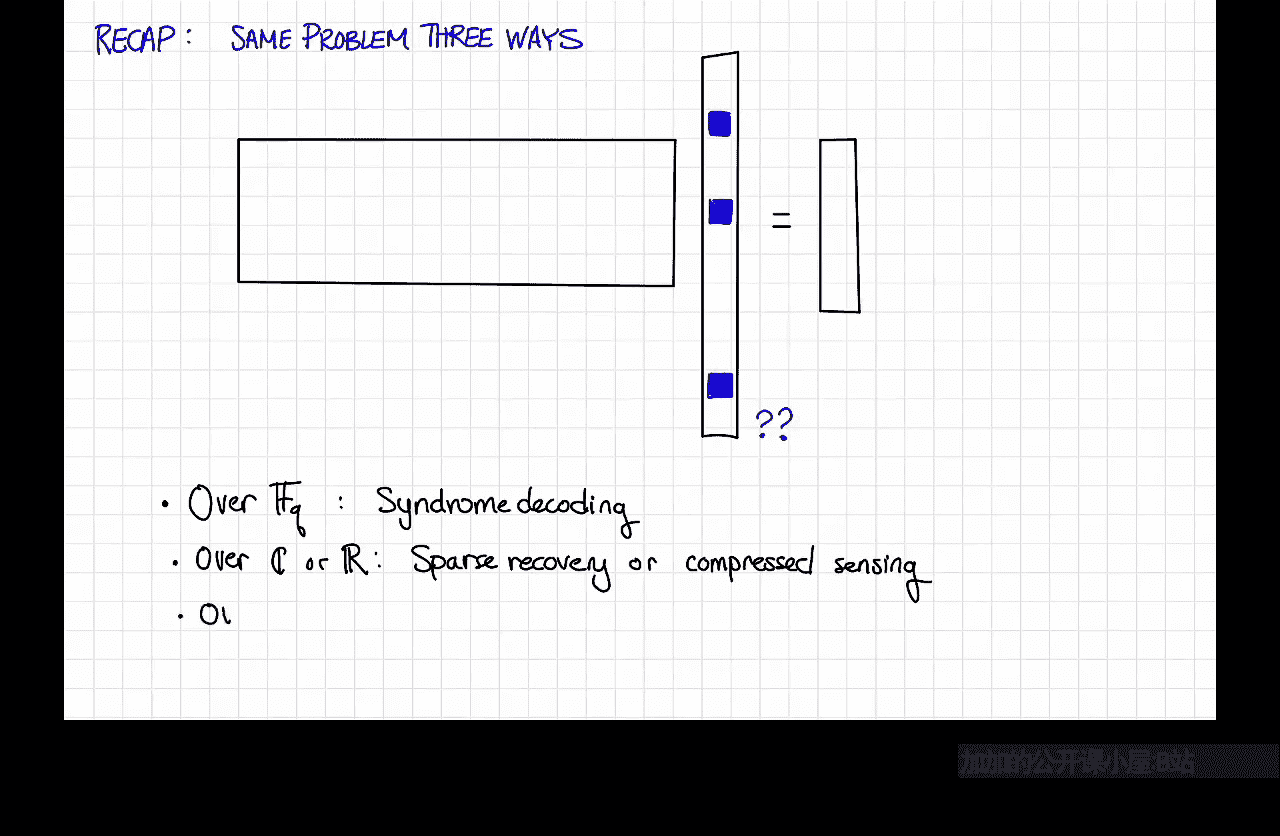 RECAP: SAME PROBLEM THREE WAYS
=
??
• Over 𝔽q : Syndrome decoding
• Over ℂ or ℝ: Sparse recovery or compressed sensing
• Ov
加加的公开课小屋:B站